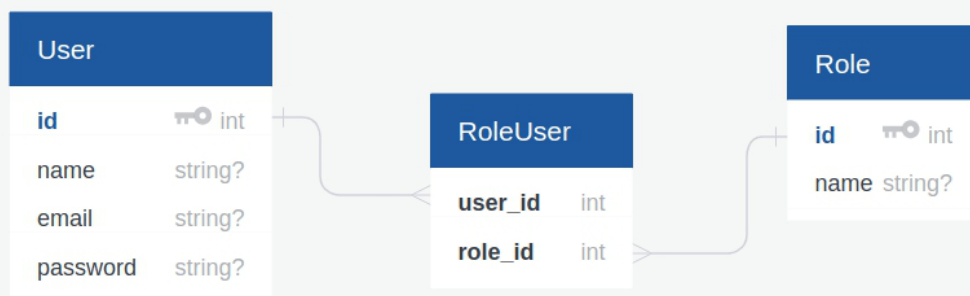 User
id int
name string?
email string?
password string?
RoleUser
user_id int
role_id int
Role
id int
name string?